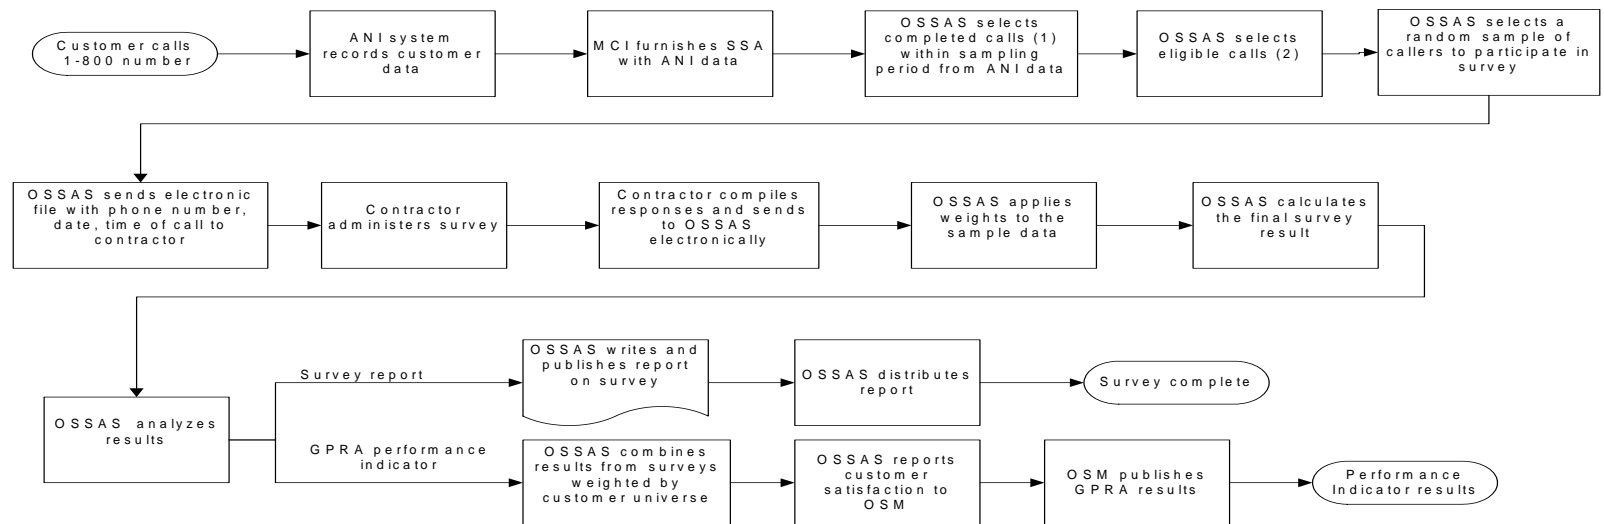 Customer calls
1-800 number
ANI system
records customer
data
MCI furnishes SSA
with ANI data
OSSAS selects
completed calls (1)
within sampling
period from ANI data
OSSAS selects
eligible calls (2)
OSSAS selects a
random sample of
callers to participate in
survey
OSSAS sends electronic
file with phone number,
date, time of call to
contractor
Contractor
administers survey
Contractor compiles
responses and sends
to OSSAS
electronically
OSSAS applies
weights to the
sample data
OSSAS calculates
the final survey
result
OSSAS analyzes
results
Survey report
OSSAS writes and
publishes report
on survey
OSSAS distributes
report
Survey complete
GPRA performance
indicator
OSSAS combines
results from surveys
weighted by
customer universe
OSSAS reports
customer
satisfaction to
OSM
OSM publishes
GPRA results
Performance
Indicator results